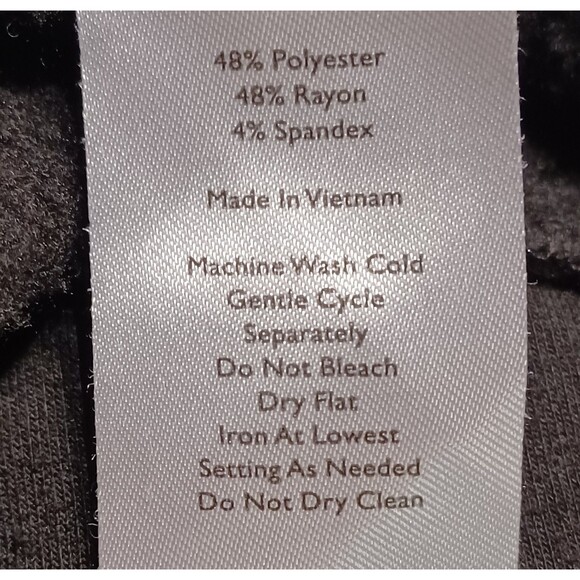 48% Polyester
48% Rayon
4% Spandex
Made In Vietnam
Machine Wash Cold
Gentle Cycle
Separately
Do Not Bleach
Dry Flat
Iron At Lowest
Setting As Needed
Do Not Dry Clean